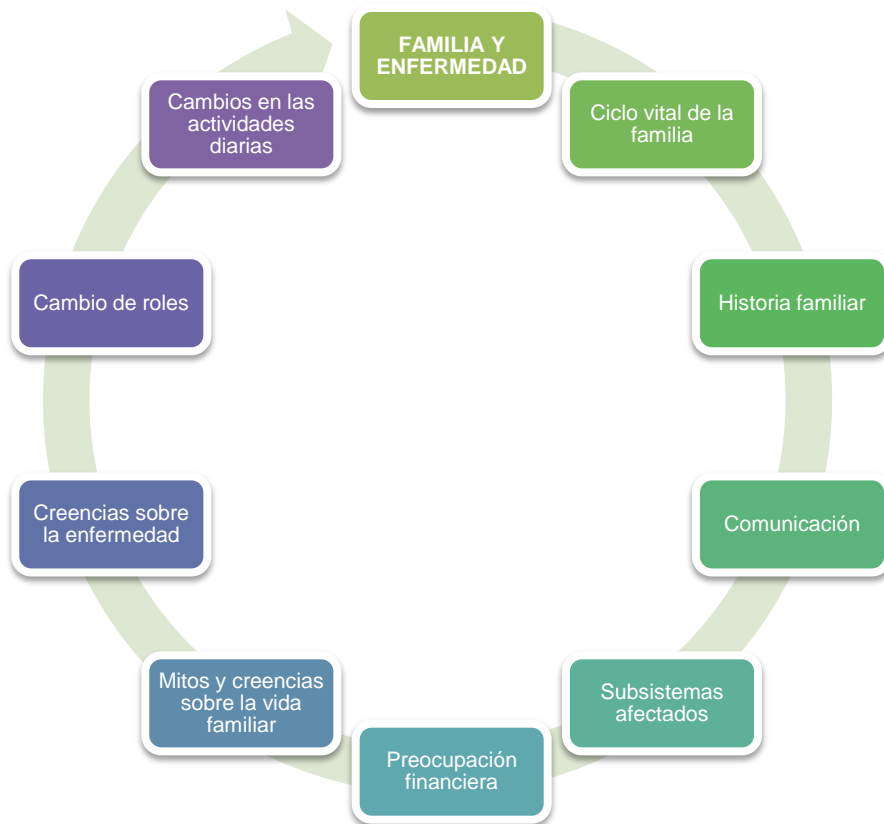 FAMILIA Y
ENFERMEDAD
Ciclo vital de la
familia
Historia familiar
Comunicación
Subsistemas
afectados
Preocupación
financiera
Mitos y creencias
sobre la vida
familiar
Creencias sobre
la enfermedad
Cambio de roles
Cambios en las
actividades
diarias